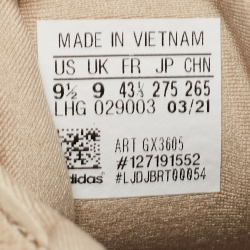 MADE IN VIETNAM
US UK FR JP CHN
9½ 9 43⅓ 275 265
LHG 029003 03/21
ART GX3605
#127191552
adidas #LJDJBRT00054